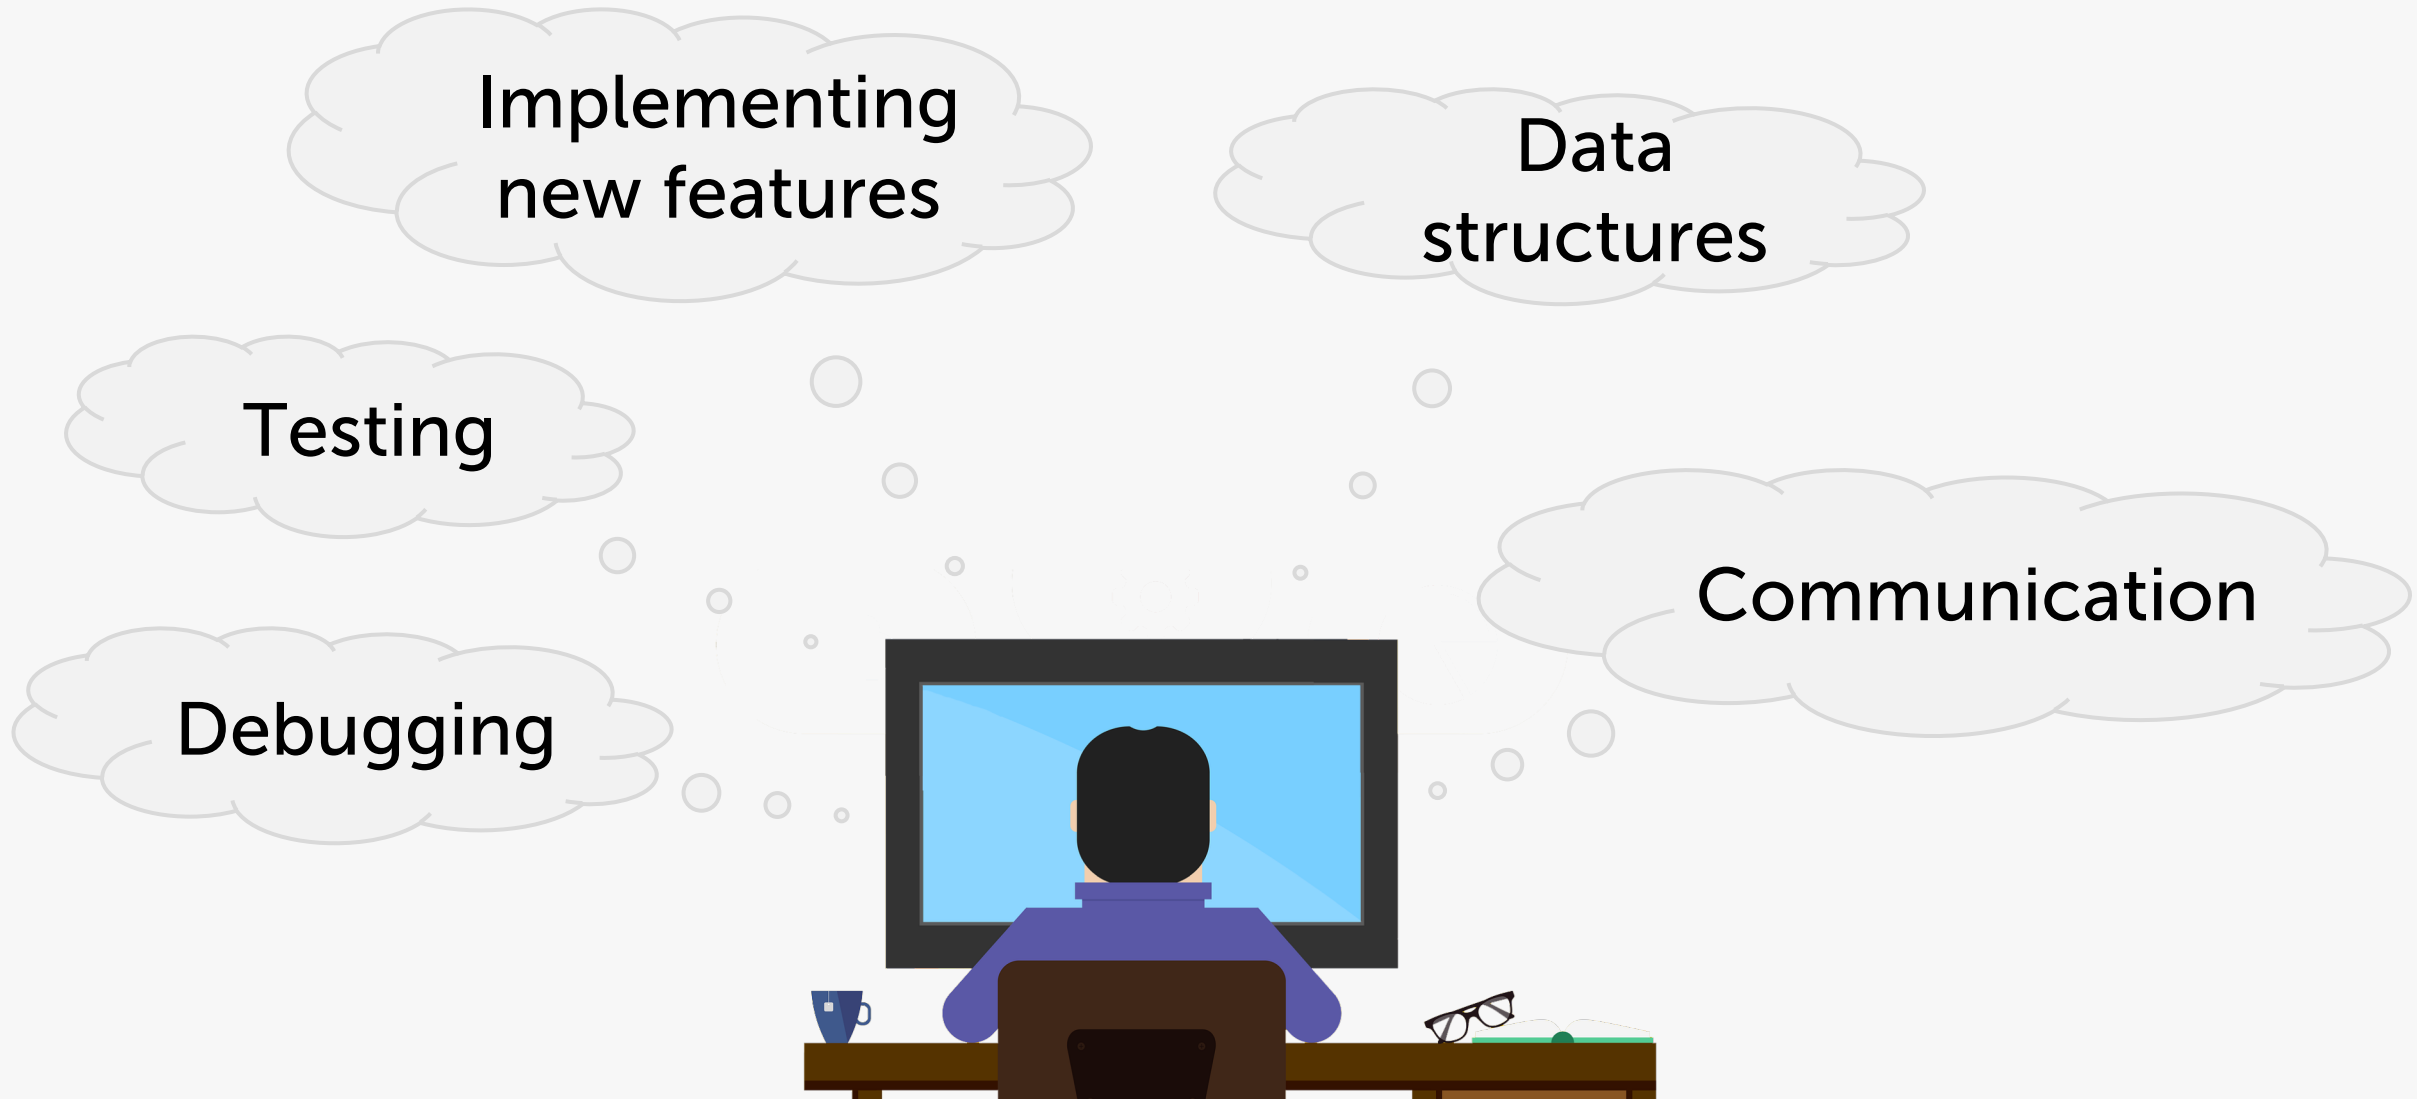 Implementing
new features
Data
structures
Testing
Communication
Debugging